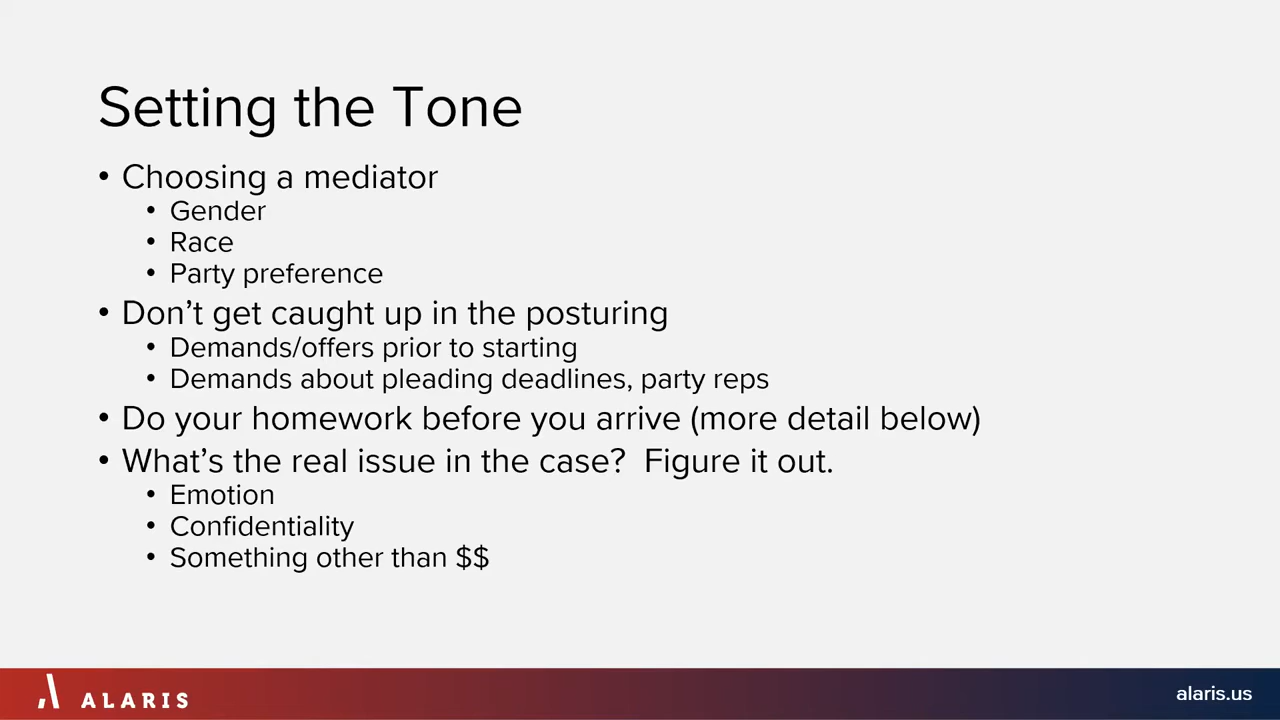 Setting the Tone
• Choosing a mediator
• Gender
• Race
• Party preference
• Don’t get caught up in the posturing
• Demands/offers prior to starting
• Demands about pleading deadlines, party reps
• Do your homework before you arrive (more detail below)
• What’s the real issue in the case?  Figure it out.
• Emotion
• Confidentiality
• Something other than $$
ALARIS
alaris.us